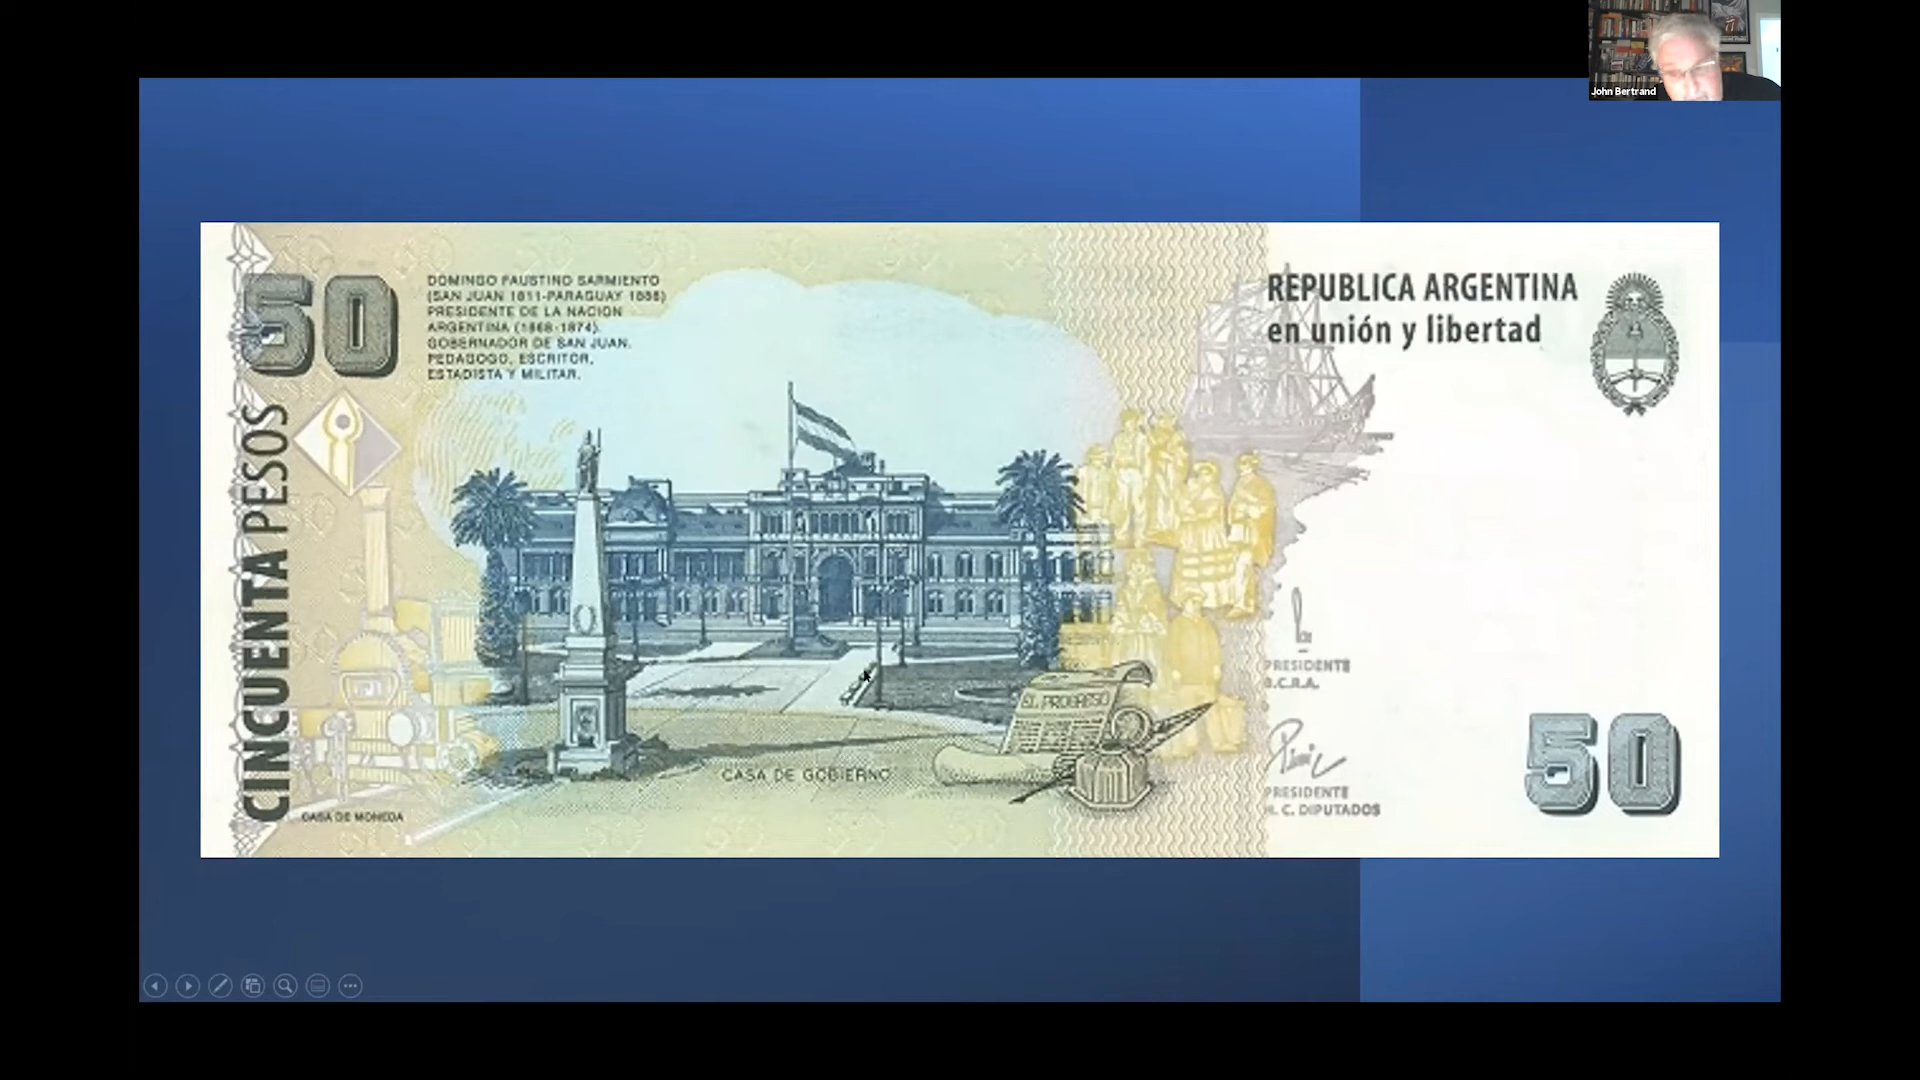 John Bertrand
50
DOMINGO FAUSTINO SARMIENTO
(SAN JUAN 1811-PARAGUAY 1888)
PRESIDENTE DE LA NACION
ARGENTINA (1868-1874).
GOBERNADOR DE SAN JUAN.
PEDAGOGO, ESCRITOR,
ESTADISTA Y MILITAR.
REPUBLICA ARGENTINA
en unión y libertad
CINCUENTA PESOS
EL PROGRESO
PRESIDENTE
B.C.R.A.
CASA DE GOBIERNO
PRESIDENTE
H. C. DIPUTADOS
50
CASA DE MONEDA